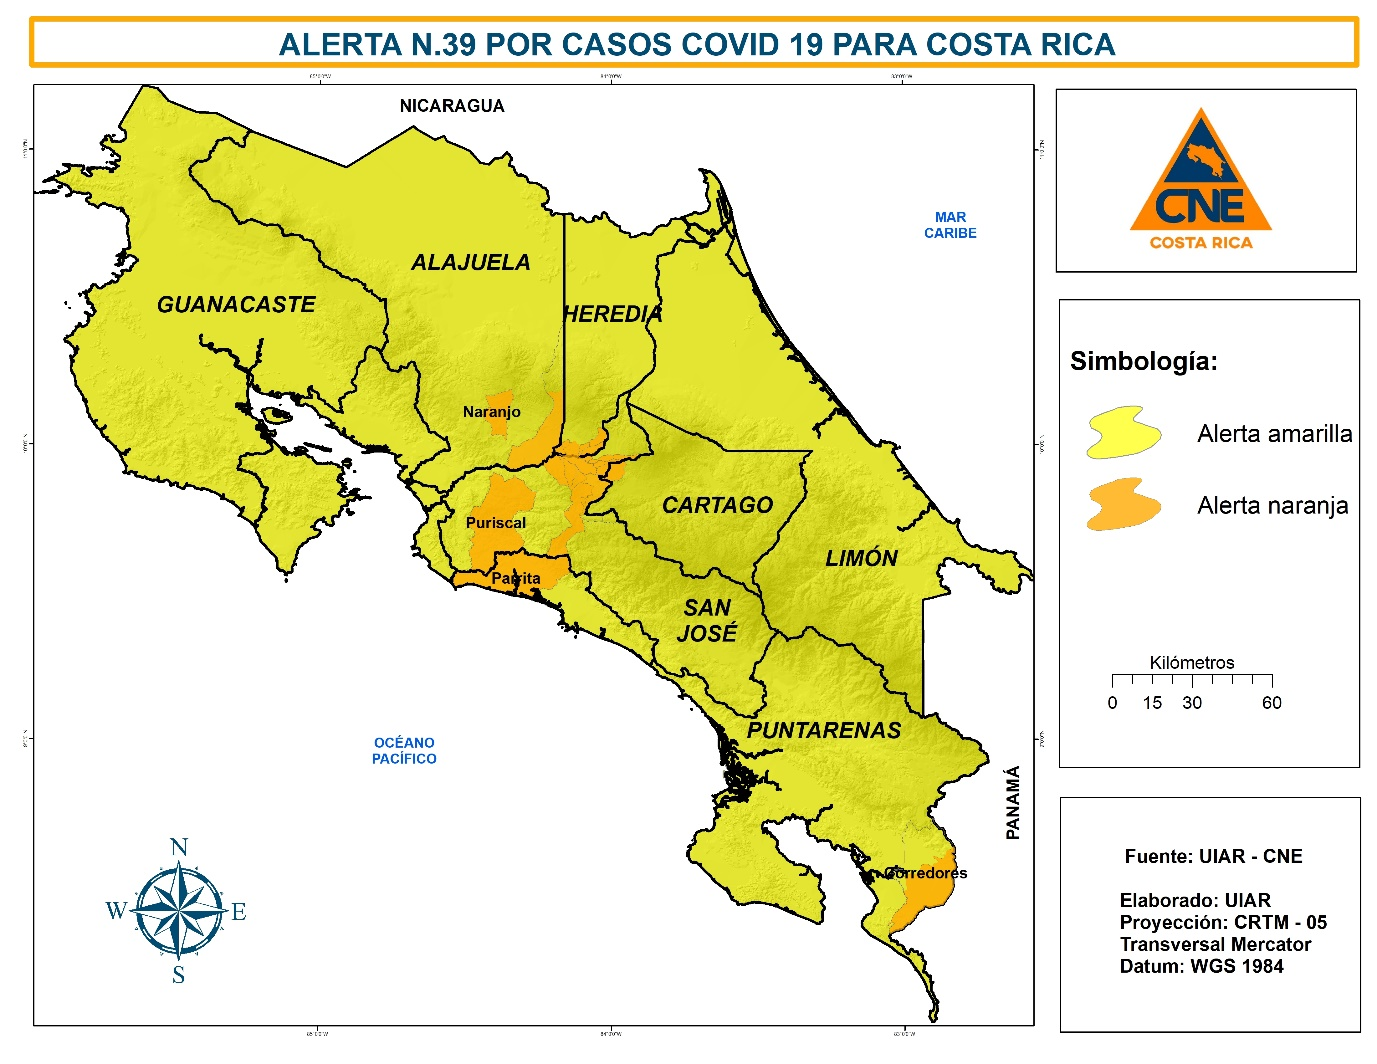 ALERTA N.39 POR CASOS COVID 19 PARA COSTA RICA
NICARAGUA
MAR
CARIBE
CNE
COSTA RICA
ALAJUELA
GUANACASTE
HEREDIA
Simbología:
Alerta amarilla
Alerta naranja
Naranjo
CARTAGO
Puriscal
LIMÓN
Parrita
SAN
JOSÉ
Kilómetros
0 15 30 60
PUNTARENAS
OCÉANO
PACÍFICO
PANAMÁ
Corredores
N
W E
S
Fuente: UIAR - CNE
Elaborado: UIAR
Proyección: CRTM - 05
Transversal Mercator
Datum: WGS 1984